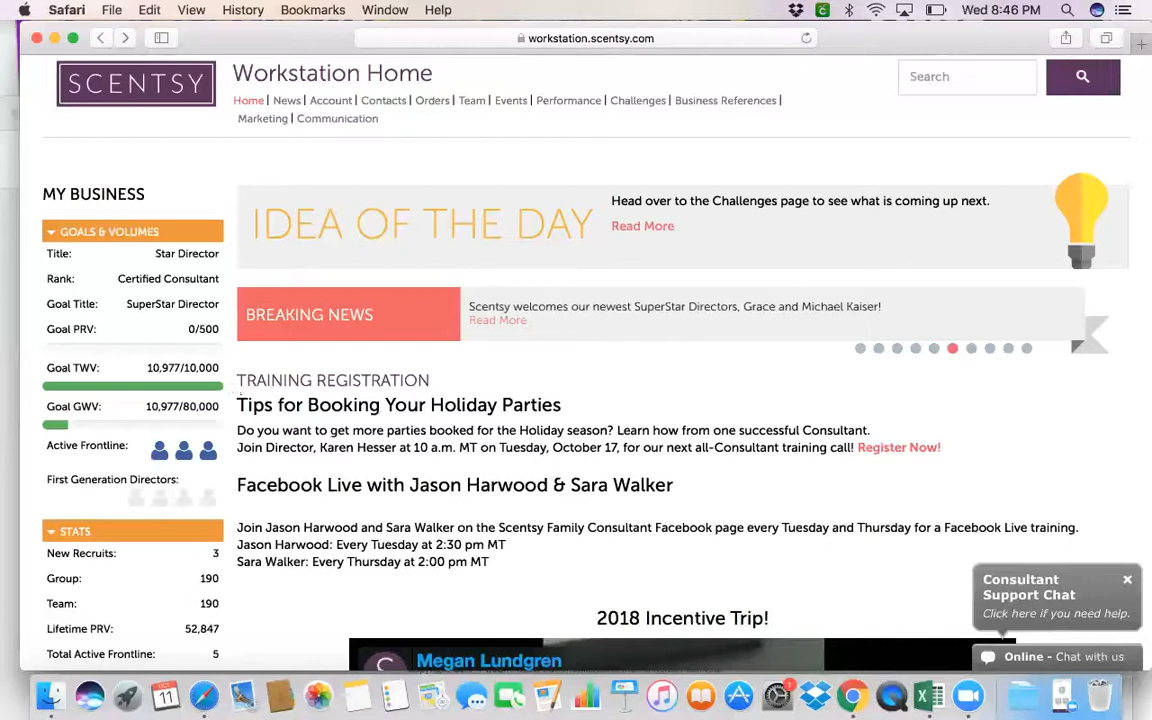 Safari File Edit View History Bookmarks Window Help Wed 8:46 PM
workstation.scentsy.com
SCENTSY
Workstation Home
Search
Home | News | Account | Contacts | Orders | Team | Events | Performance | Challenges | Business References |
Marketing | Communication
MY BUSINESS
GOALS & VOLUMES
Title: Star Director
Rank: Certified Consultant
Goal Title: SuperStar Director
Goal PRV: 0/500
Goal TWV: 10,977/10,000
Goal GWV: 10,977/80,000
Active Frontline:
First Generation Directors:
STATS
New Recruits: 3
Group: 190
Team: 190
Lifetime PRV: 52,847
Total Active Frontline: 5
IDEA OF THE DAY
Head over to the Challenges page to see what is coming up next.
Read More
BREAKING NEWS
Scentsy welcomes our newest SuperStar Directors, Grace and Michael Kaiser!
Read More
TRAINING REGISTRATION
Tips for Booking Your Holiday Parties
Do you want to get more parties booked for the Holiday season? Learn how from one successful Consultant.
Join Director, Karen Hesser at 10 a.m. MT on Tuesday, October 17, for our next all-Consultant training call! Register Now!
Facebook Live with Jason Harwood & Sara Walker
Join Jason Harwood and Sara Walker on the Scentsy Family Consultant Facebook page every Tuesday and Thursday for a Facebook Live training.
Jason Harwood: Every Tuesday at 2:30 pm MT
Sara Walker: Every Thursday at 2:00 pm MT
2018 Incentive Trip!
Megan Lundgren
Consultant
Support Chat
Click here if you need help.
Online - Chat with us
OCT
11
1